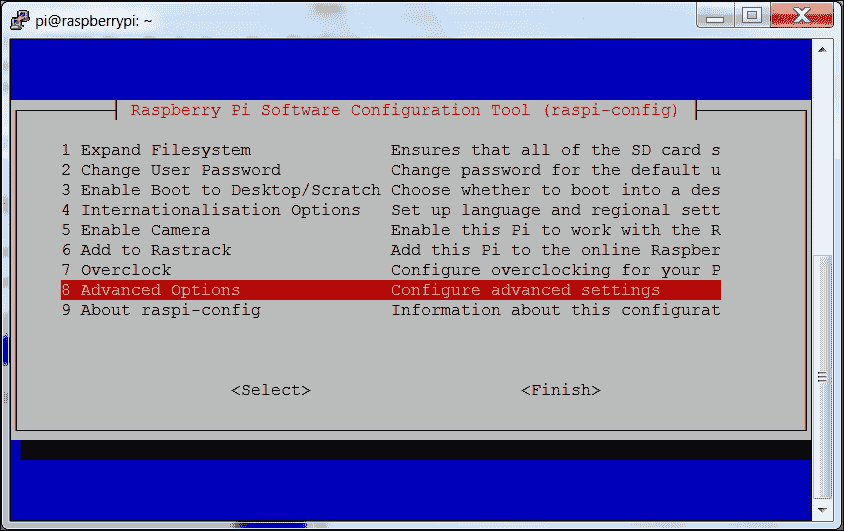 pi@raspberrypi: ~
Raspberry Pi Software Configuration Tool (raspi-config)
1 Expand Filesystem Ensures that all of the SD card s
2 Change User Password Change password for the default u
3 Enable Boot to Desktop/Scratch Choose whether to boot into a des
4 Internationalisation Options Set up language and regional sett
5 Enable Camera Enable this Pi to work with the R
6 Add to Rastrack Add this Pi to the online Raspber
7 Overclock Configure overclocking for your P
8 Advanced Options Configure advanced settings
9 About raspi-config Information about this configurat
<Select> <Finish>